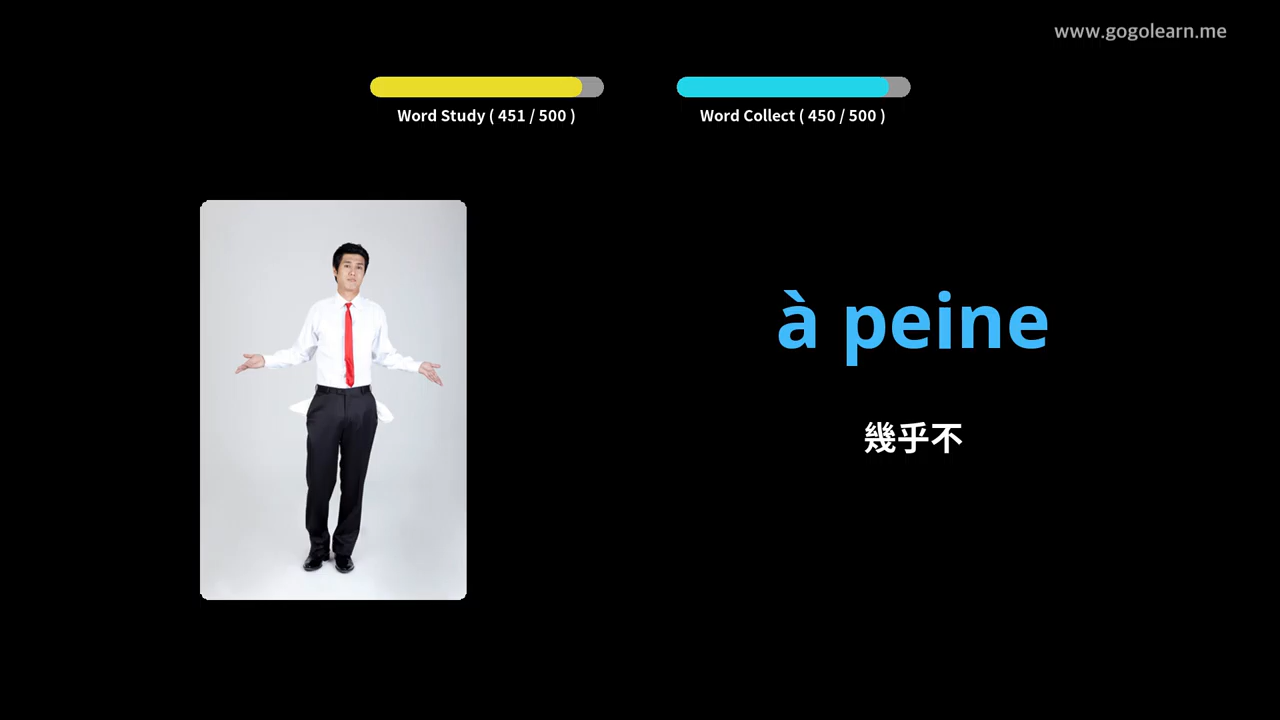 www.gogolearn.me
Word Study ( 451 / 500 )
Word Collect ( 450 / 500 )
à peine
幾乎不